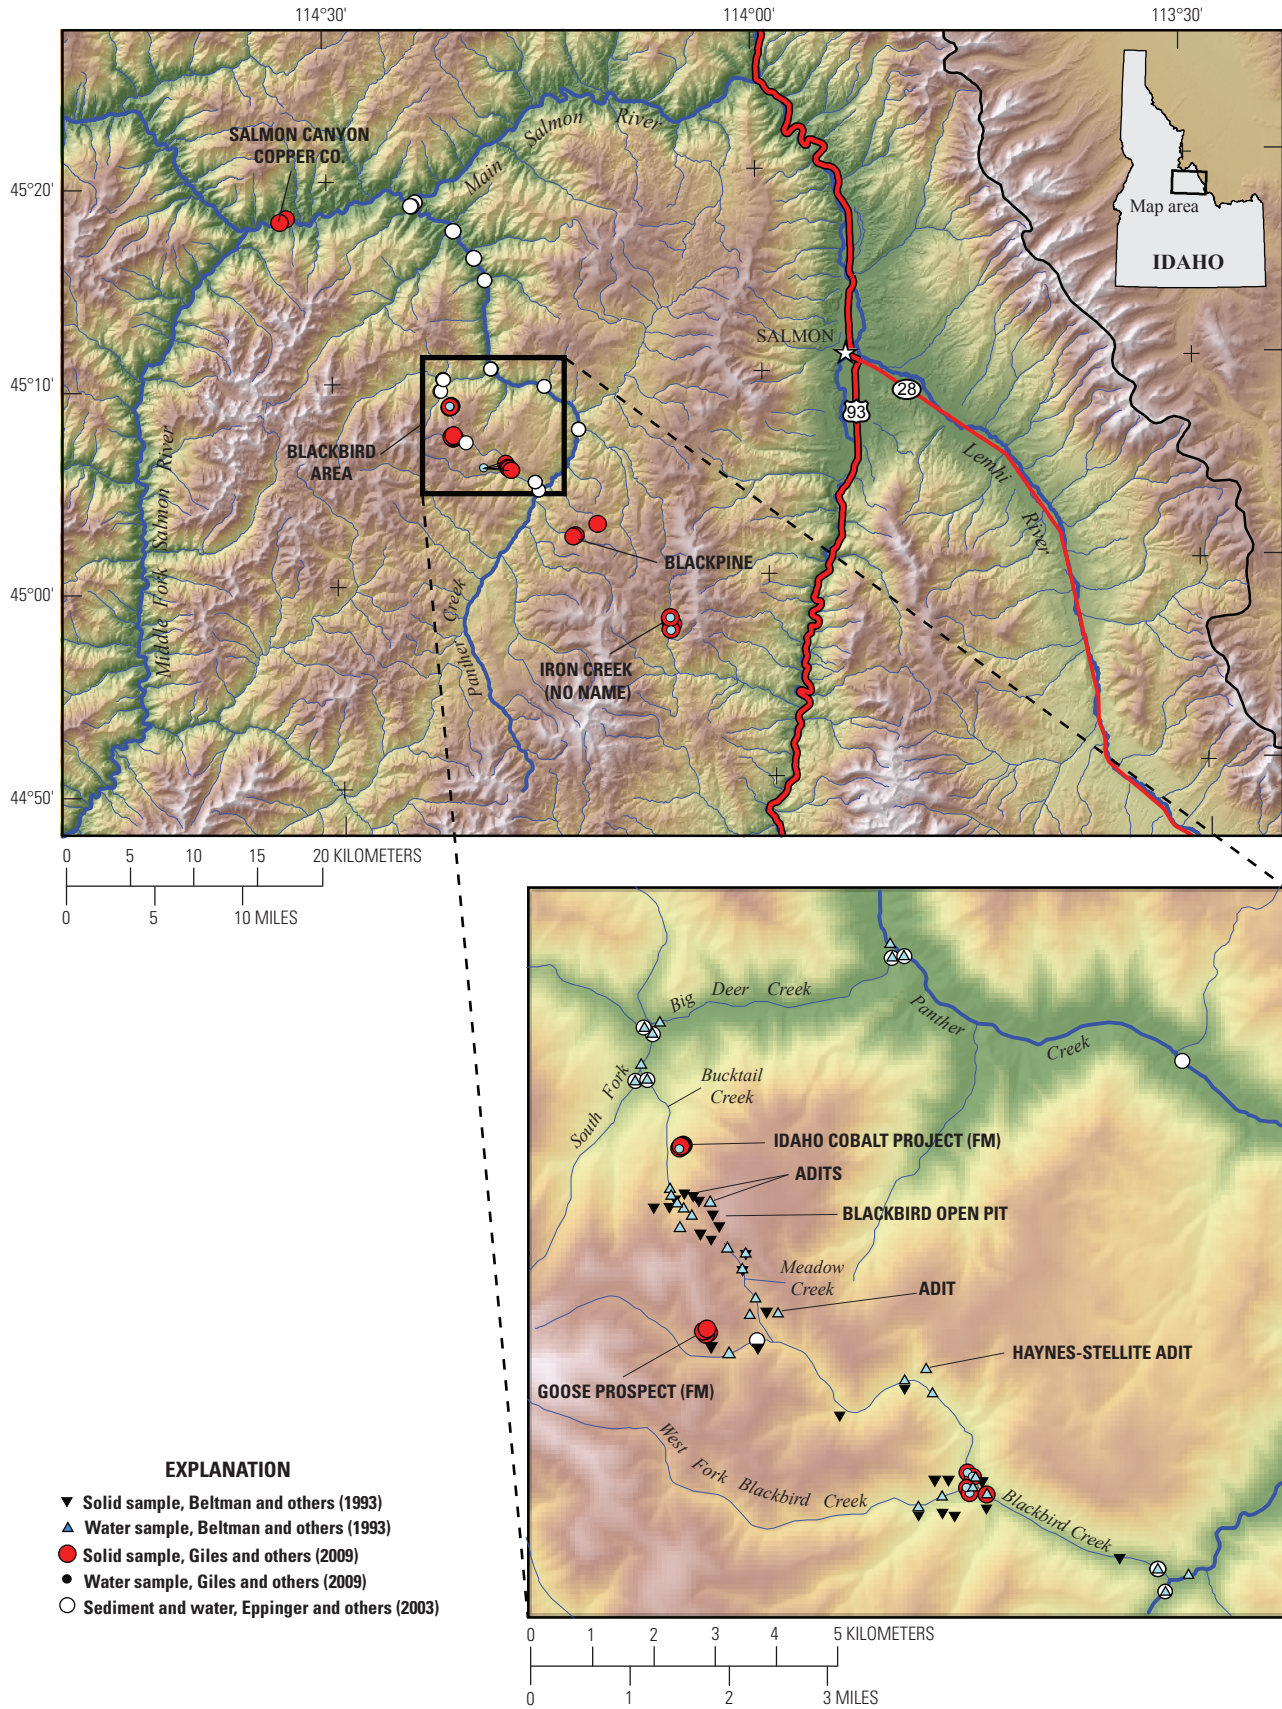 114°30'
114°00'
113°30'
45°20'
45°10'
45°00'
44°50'
SALMON CANYON
COPPER CO.
Main Salmon River
Map area
IDAHO
SALMON
28
93
Lemhi River
BLACKBIRD
AREA
Middle Fork Salmon River
BLACKPINE
Panther Creek
IRON CREEK
(NO NAME)
0 5 10 15 20 KILOMETERS
0 5 10 MILES
Big Deer Creek
Panther Creek
South Fork
Bucktail
Creek
IDAHO COBALT PROJECT (FM)
ADITS
BLACKBIRD OPEN PIT
Meadow
Creek
ADIT
HAYNES-STELLITE ADIT
GOOSE PROSPECT (FM)
West Fork Blackbird Creek
Blackbird Creek
EXPLANATION
Solid sample, Beltman and others (1993)
Water sample, Beltman and others (1993)
Solid sample, Giles and others (2009)
Water sample, Giles and others (2009)
Sediment and water, Eppinger and others (2003)
0 1 2 3 4 5 KILOMETERS
0 1 2 3 MILES